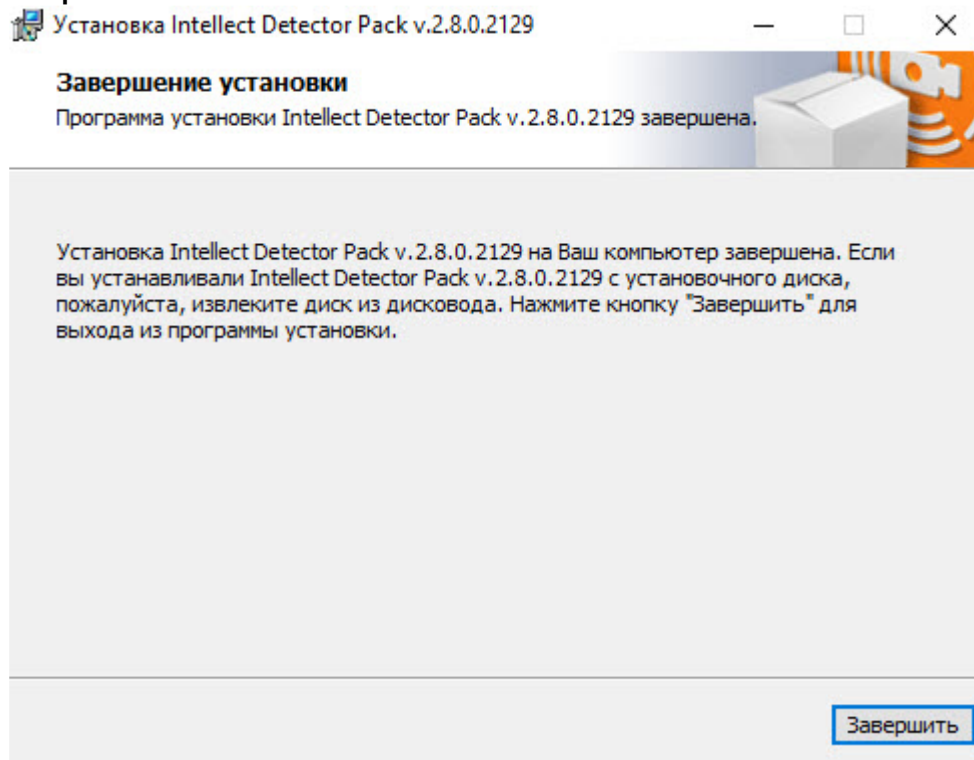 Установка Intellect Detector Pack v.2.8.0.2129
Завершение установки
Программа установки Intellect Detector Pack v.2.8.0.2129 завершена.
Установка Intellect Detector Pack v.2.8.0.2129 на Ваш компьютер завершена. Если
вы устанавливали Intellect Detector Pack v.2.8.0.2129 с установочного диска,
пожалуйста, извлеките диск из дисковода. Нажмите кнопку "Завершить" для
выхода из программы установки.
Завершить